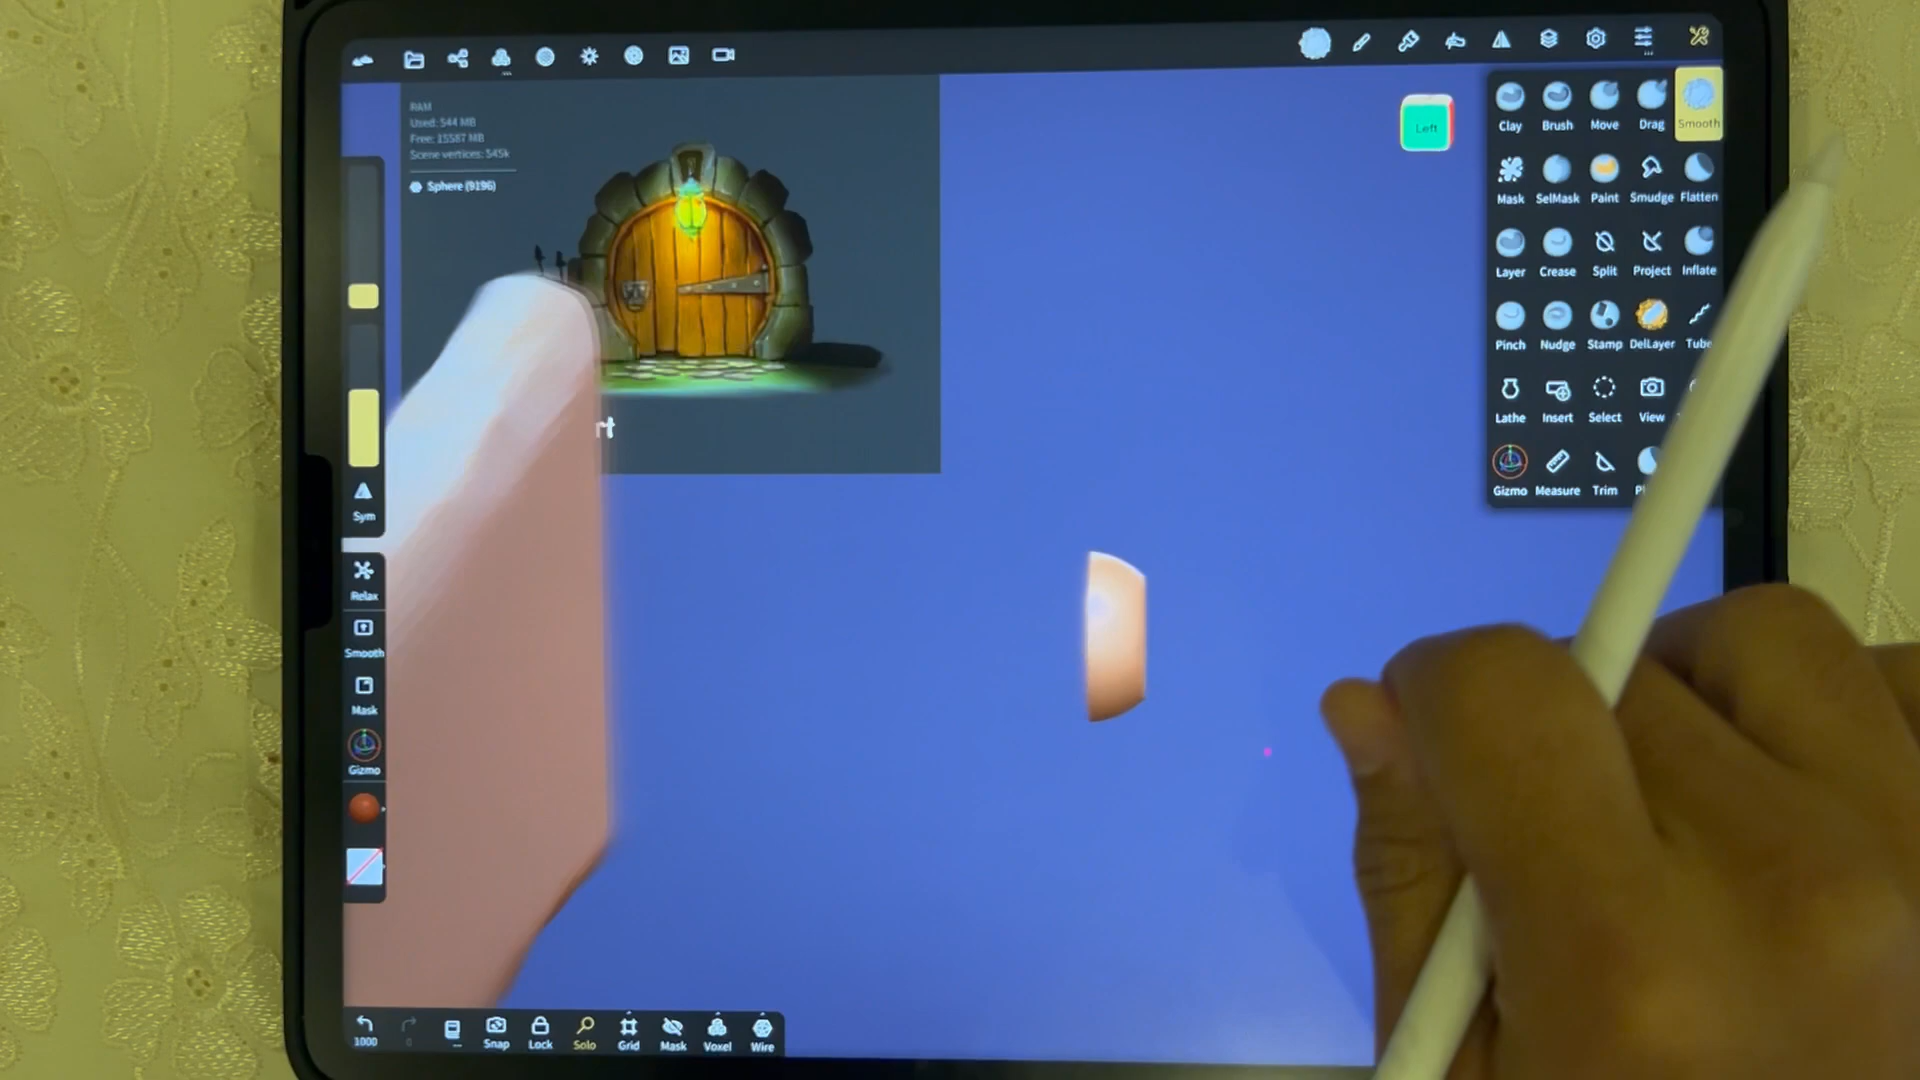 RAM
Used: 544 MB
Free: 15587 MB
Scene vertices: 545k
Sphere (9196)
rt
Left
Clay Brush Move Drag Smooth
Mask SelMask Paint Smudge Flatten
Layer Crease Split Project Inflate
Pinch Nudge Stamp DelLayer Tube
Lathe Insert Select View
Gizmo Measure Trim
Sym
Relax
Smooth
Mask
Gizmo
1000 0 Snap Lock Solo Grid Mask Voxel Wire